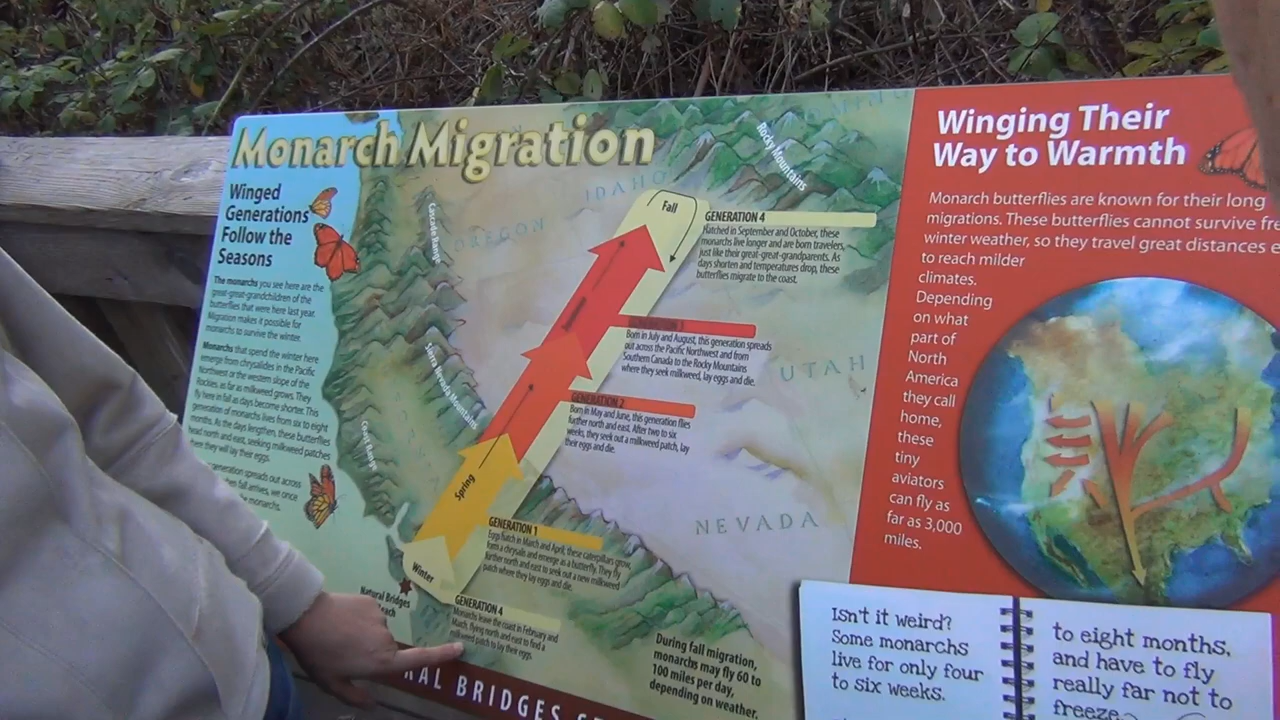 Monarch Migration
Winged
Generations
Follow the
Seasons
The monarchs you see here are the
great-great-grandchildren of the
butterflies that were here last year.
Migration makes it possible for
monarchs to survive the winter.
Monarchs that spend the winter here
emerge from chrysalides in the Pacific
Northwest or the western slope of the
Rockies as far as milkweed grows. They
fly here in fall as days become shorter. This
generation of monarchs lives from six to eight
months. As the days lengthen, these butterflies
head north and east, seeking milkweed patches
where they will lay their eggs.
generation spreads out across
fall arrives, we once
monarchs.
Cascade Range
Sierra Nevada Mountains
Coast Range
Rocky Mountains
IDAHO
OREGON
UTAH
NEVADA
Fall
Spring
Winter
Natural Bridges
GENERATION 4
Hatched in September and October, these
monarchs live longer and are born travelers,
just like their great-great-grandparents. As
days shorten and temperatures drop, these
butterflies migrate to the coast.
GENERATION 3
Born in July and August, this generation spreads
out across the Pacific Northwest and from
Southern Canada to the Rocky Mountains
where they seek milkweed, lay eggs and die.
GENERATION 2
Born in May and June, this generation flies
further north and east. After two to six
weeks, they seek out a milkweed patch, lay
their eggs and die.
GENERATION 1
Eggs hatch in March and April; these caterpillars grow,
form a chrysalis and emerge as a butterfly. They fly
further north and east to seek out a new milkweed
patch where they lay eggs and die.
GENERATION 4
Monarchs leave the coast in February and
March, flying north and east to find a
milkweed patch to lay their eggs.
During fall migration,
monarchs may fly 60 to
100 miles per day,
depending on weather.
RAL BRIDGES
Winging Their
Way to Warmth
Monarch butterflies are known for their long
migrations. These butterflies cannot survive
winter weather, so they travel great distances
to reach milder
climates.
Depending
on what
part of
North
America
they call
home,
these
tiny
aviators
can fly as
far as 3,000
miles.
Isn't it weird?
Some monarchs
live for only four
to six weeks.
to eight months,
and have to fly
really far not to
freeze